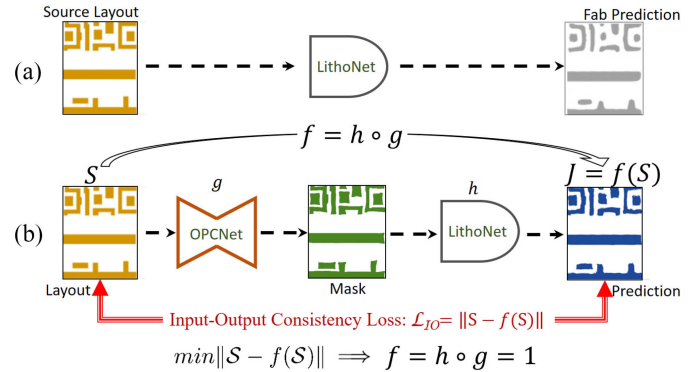 Source Layout
Fab Prediction
(a)
LithoNet
f = h ∘ g
S
g
h
J = f(S)
(b)
OPCNet
LithoNet
Layout
Mask
Prediction
Input-Output Consistency Loss: ℒ_IO = ‖S − f(S)‖
min‖𝒮 − f(𝒮)‖ ⟹ f = h ∘ g = 1